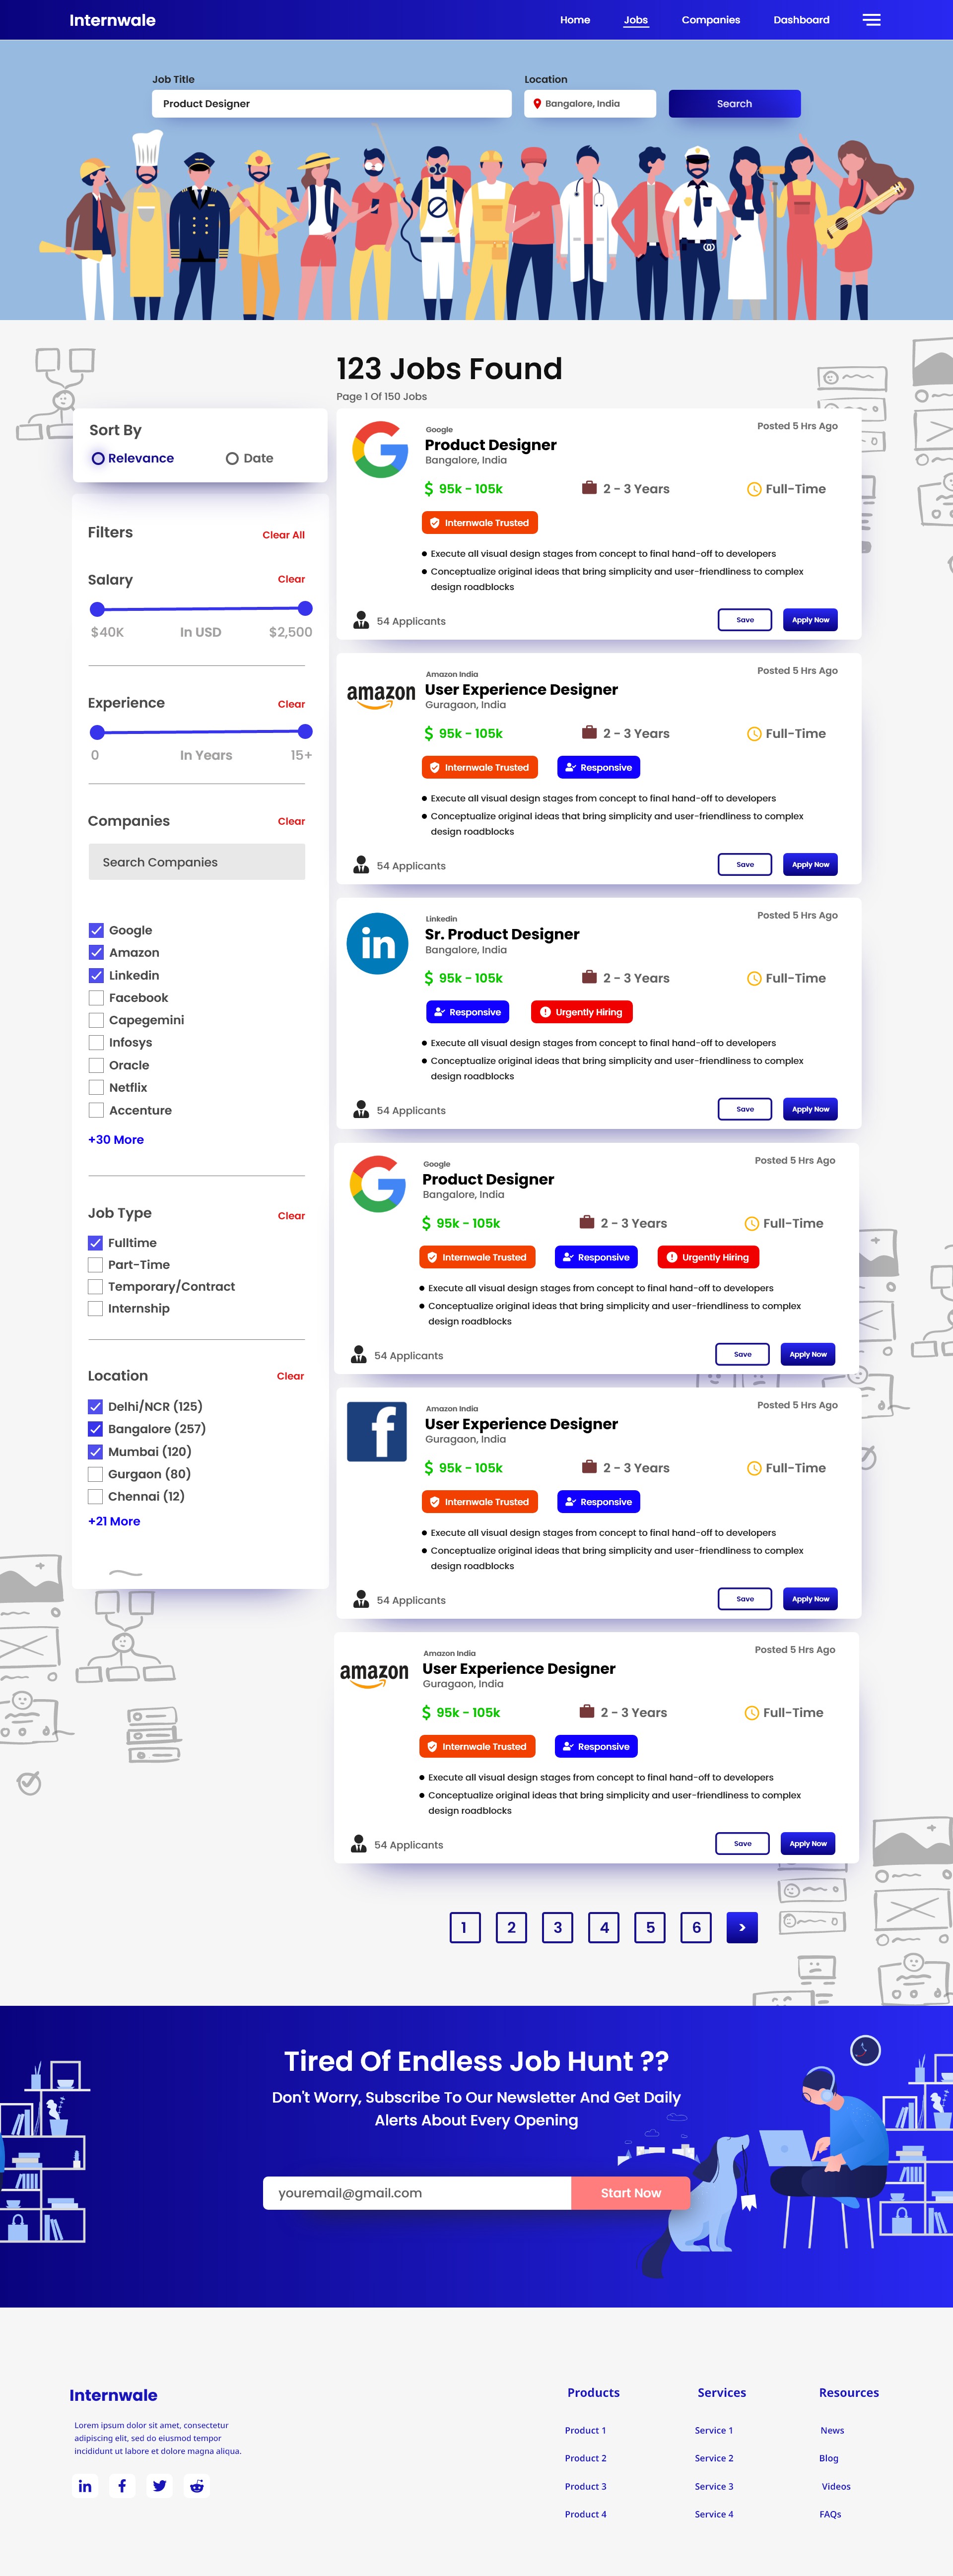 Internwale
Home
Jobs
Companies
Dashboard
Job Title
Location
Product Designer
Bangalore, India
Search
123 Jobs Found
Page 1 Of 150 Jobs
Sort By
Relevance
Date
Filters
Clear All
Salary
Clear
$40K
In USD
$2,500
Experience
Clear
0
In Years
15+
Companies
Clear
Search Companies
Google
Amazon
Linkedin
Facebook
Capegemini
Infosys
Oracle
Netflix
Accenture
+30 More
Job Type
Clear
Fulltime
Part-Time
Temporary/Contract
Internship
Location
Clear
Delhi/NCR (125)
Bangalore (257)
Mumbai (120)
Gurgaon (80)
Chennai (12)
+21 More
Google
Posted 5 Hrs Ago
Product Designer
Bangalore, India
$ 95k - 105k
2 - 3 Years
Full-Time
Internwale Trusted
Execute all visual design stages from concept to final hand-off to developers
Conceptualize original ideas that bring simplicity and user-friendliness to complex
design roadblocks
54 Applicants
Save
Apply Now
amazon
Amazon India
Posted 5 Hrs Ago
User Experience Designer
Guragaon, India
$ 95k - 105k
2 - 3 Years
Full-Time
Internwale Trusted
Responsive
Execute all visual design stages from concept to final hand-off to developers
Conceptualize original ideas that bring simplicity and user-friendliness to complex
design roadblocks
54 Applicants
Save
Apply Now
in
Linkedin
Posted 5 Hrs Ago
Sr. Product Designer
Bangalore, India
$ 95k - 105k
2 - 3 Years
Full-Time
Responsive
Urgently Hiring
Execute all visual design stages from concept to final hand-off to developers
Conceptualize original ideas that bring simplicity and user-friendliness to complex
design roadblocks
54 Applicants
Save
Apply Now
Google
Posted 5 Hrs Ago
Product Designer
Bangalore, India
$ 95k - 105k
2 - 3 Years
Full-Time
Internwale Trusted
Responsive
Urgently Hiring
Execute all visual design stages from concept to final hand-off to developers
Conceptualize original ideas that bring simplicity and user-friendliness to complex
design roadblocks
54 Applicants
Save
Apply Now
f
Amazon India
Posted 5 Hrs Ago
User Experience Designer
Guragaon, India
$ 95k - 105k
2 - 3 Years
Full-Time
Internwale Trusted
Responsive
Execute all visual design stages from concept to final hand-off to developers
Conceptualize original ideas that bring simplicity and user-friendliness to complex
design roadblocks
54 Applicants
Save
Apply Now
amazon
Amazon India
Posted 5 Hrs Ago
User Experience Designer
Guragaon, India
$ 95k - 105k
2 - 3 Years
Full-Time
Internwale Trusted
Responsive
Execute all visual design stages from concept to final hand-off to developers
Conceptualize original ideas that bring simplicity and user-friendliness to complex
design roadblocks
54 Applicants
Save
Apply Now
1 2 3 4 5 6 >
Tired Of Endless Job Hunt ??
Don't Worry, Subscribe To Our Newsletter And Get Daily
Alerts About Every Opening
youremail@gmail.com
Start Now
Internwale
Lorem ipsum dolor sit amet, consectetur
adipiscing elit, sed do eiusmod tempor
incididunt ut labore et dolore magna aliqua.
in f
Products
Product 1
Product 2
Product 3
Product 4
Services
Service 1
Service 2
Service 3
Service 4
Resources
News
Blog
Videos
FAQs